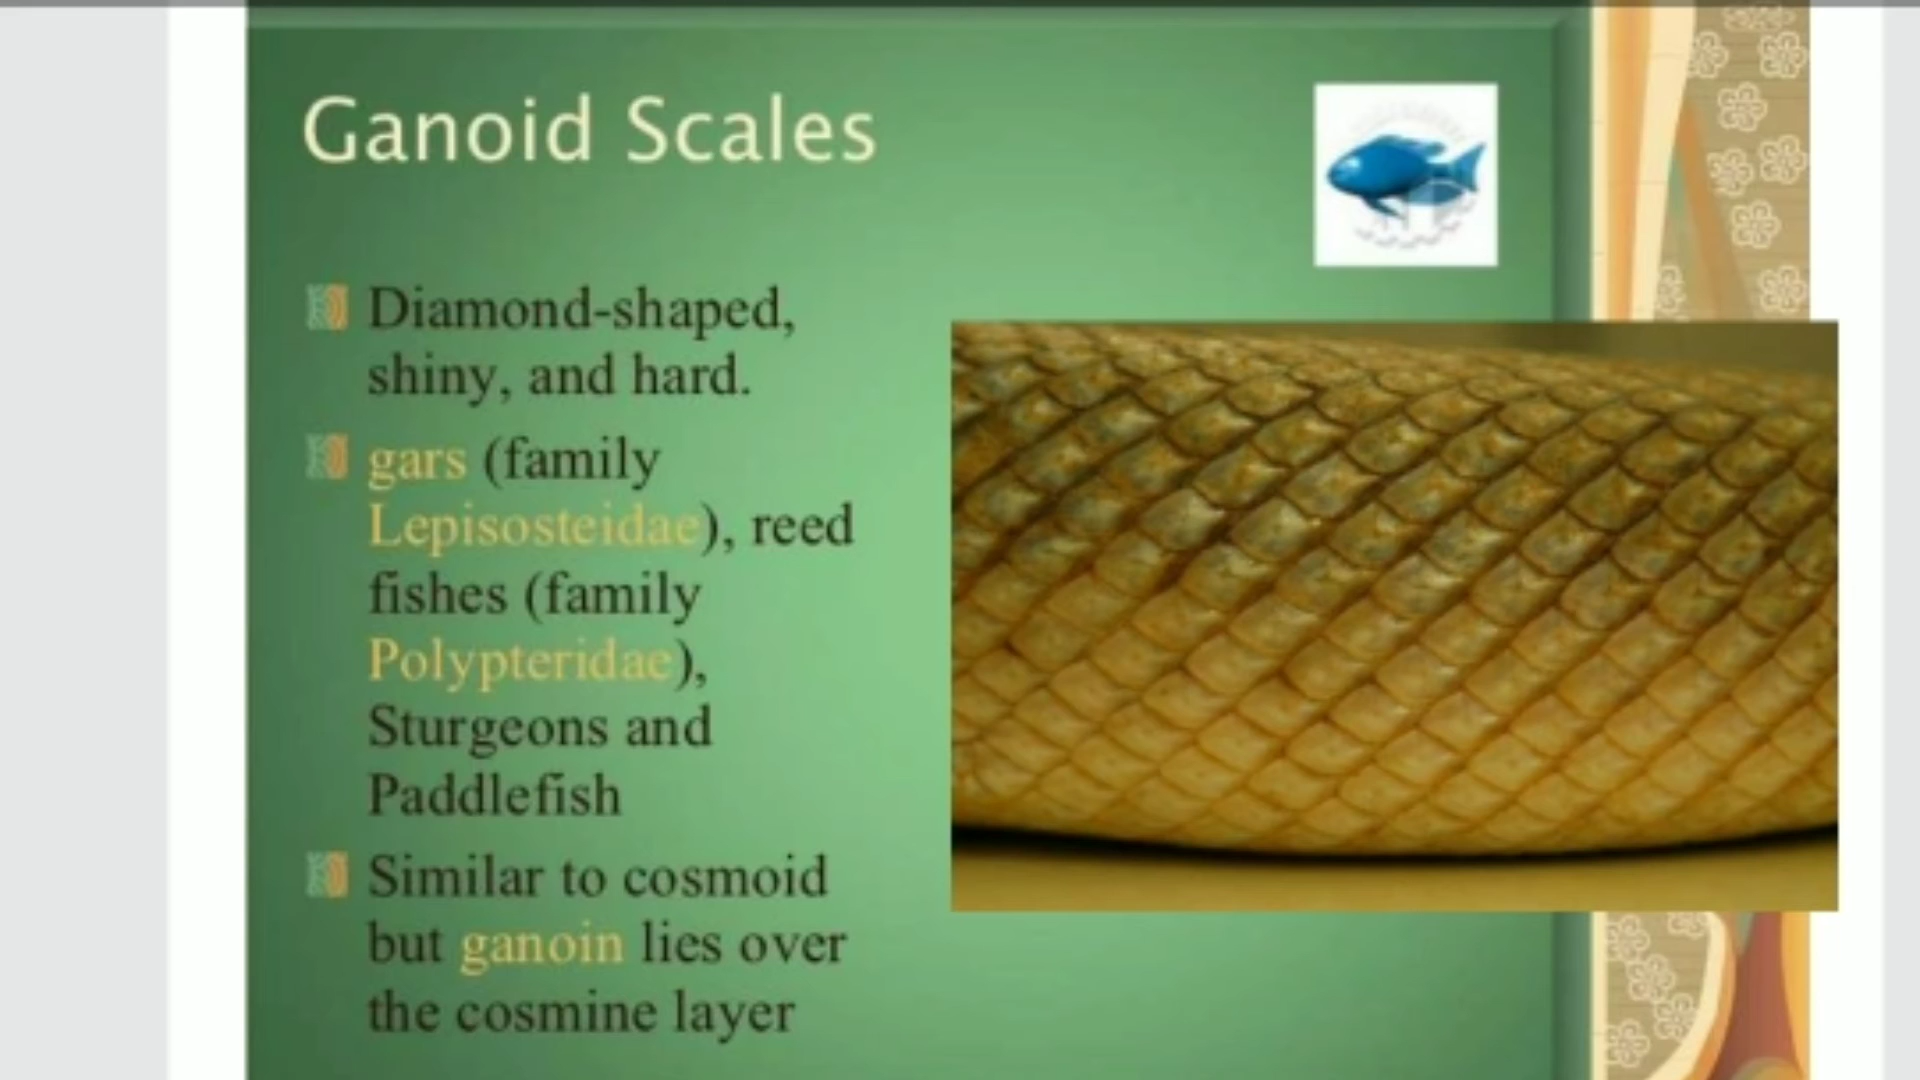 Ganoid Scales
Diamond-shaped,
shiny, and hard.
gars (family
Lepisosteidae), reed
fishes (family
Polypteridae),
Sturgeons and
Paddlefish
Similar to cosmoid
but ganoin lies over
the cosmine layer